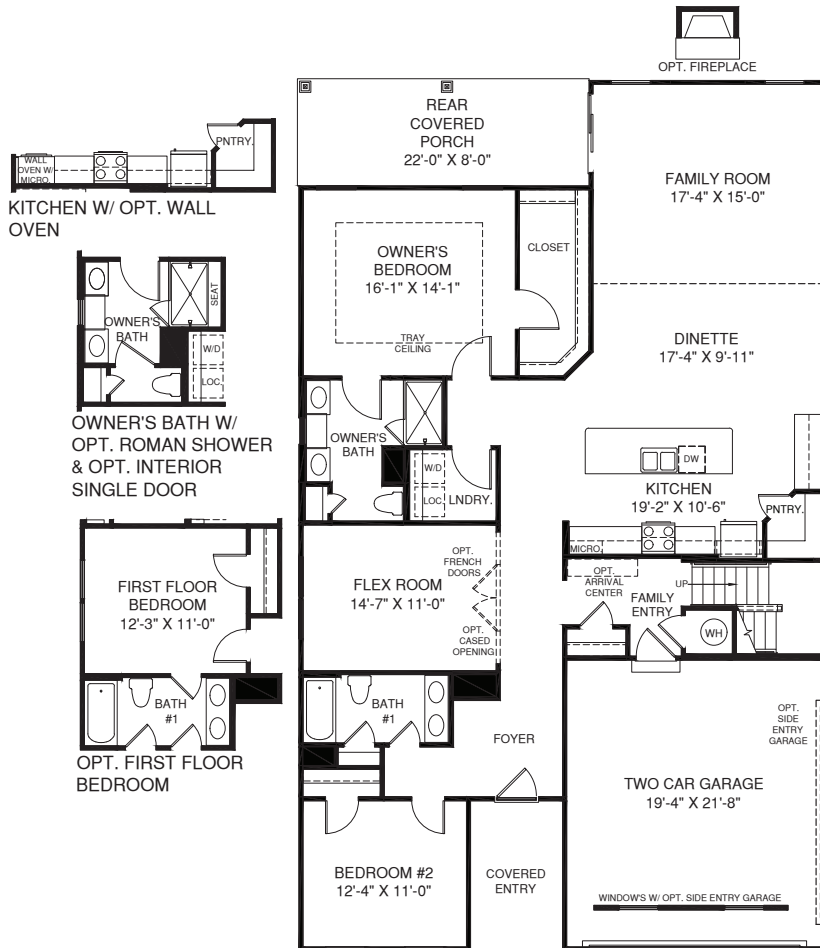 OPT. FIREPLACE
REAR
COVERED
PORCH
22'-0" X 8'-0"
FAMILY ROOM
17'-4" X 15'-0"
WALL
OVEN W/
MICRO.
PNTRY.
KITCHEN W/ OPT. WALL
OVEN
OWNER'S
BEDROOM
16'-1" X 14'-1"
TRAY
CEILING
CLOSET
DINETTE
17'-4" X 9'-11"
OWNER'S
BATH
SEAT
W/D
LOC.
OWNER'S BATH W/
OPT. ROMAN SHOWER
& OPT. INTERIOR
SINGLE DOOR
OWNER'S
BATH
W/D
LOC.
LNDRY.
DW
KITCHEN
19'-2" X 10'-6"
PNTRY.
MICRO.
FIRST FLOOR
BEDROOM
12'-3" X 11'-0"
BATH
#1
OPT. FIRST FLOOR
BEDROOM
FLEX ROOM
14'-7" X 11'-0"
OPT.
FRENCH
DOORS
OPT.
CASED
OPENING
OPT.
ARRIVAL
CENTER
FAMILY
ENTRY
UP
WH
BATH
#1
FOYER
OPT.
SIDE
ENTRY
GARAGE
TWO CAR GARAGE
19'-4" X 21'-8"
BEDROOM #2
12'-4" X 11'-0"
COVERED
ENTRY
WINDOW'S W/ OPT. SIDE ENTRY GARAGE